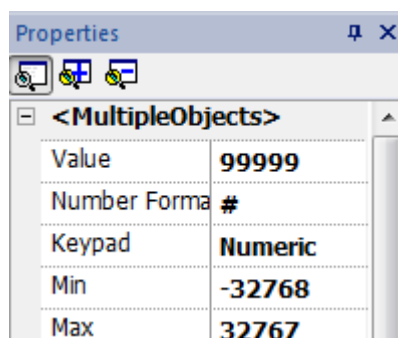 Properties
<MultipleObjects>
Value 99999
Number Forma #
Keypad Numeric
Min -32768
Max 32767